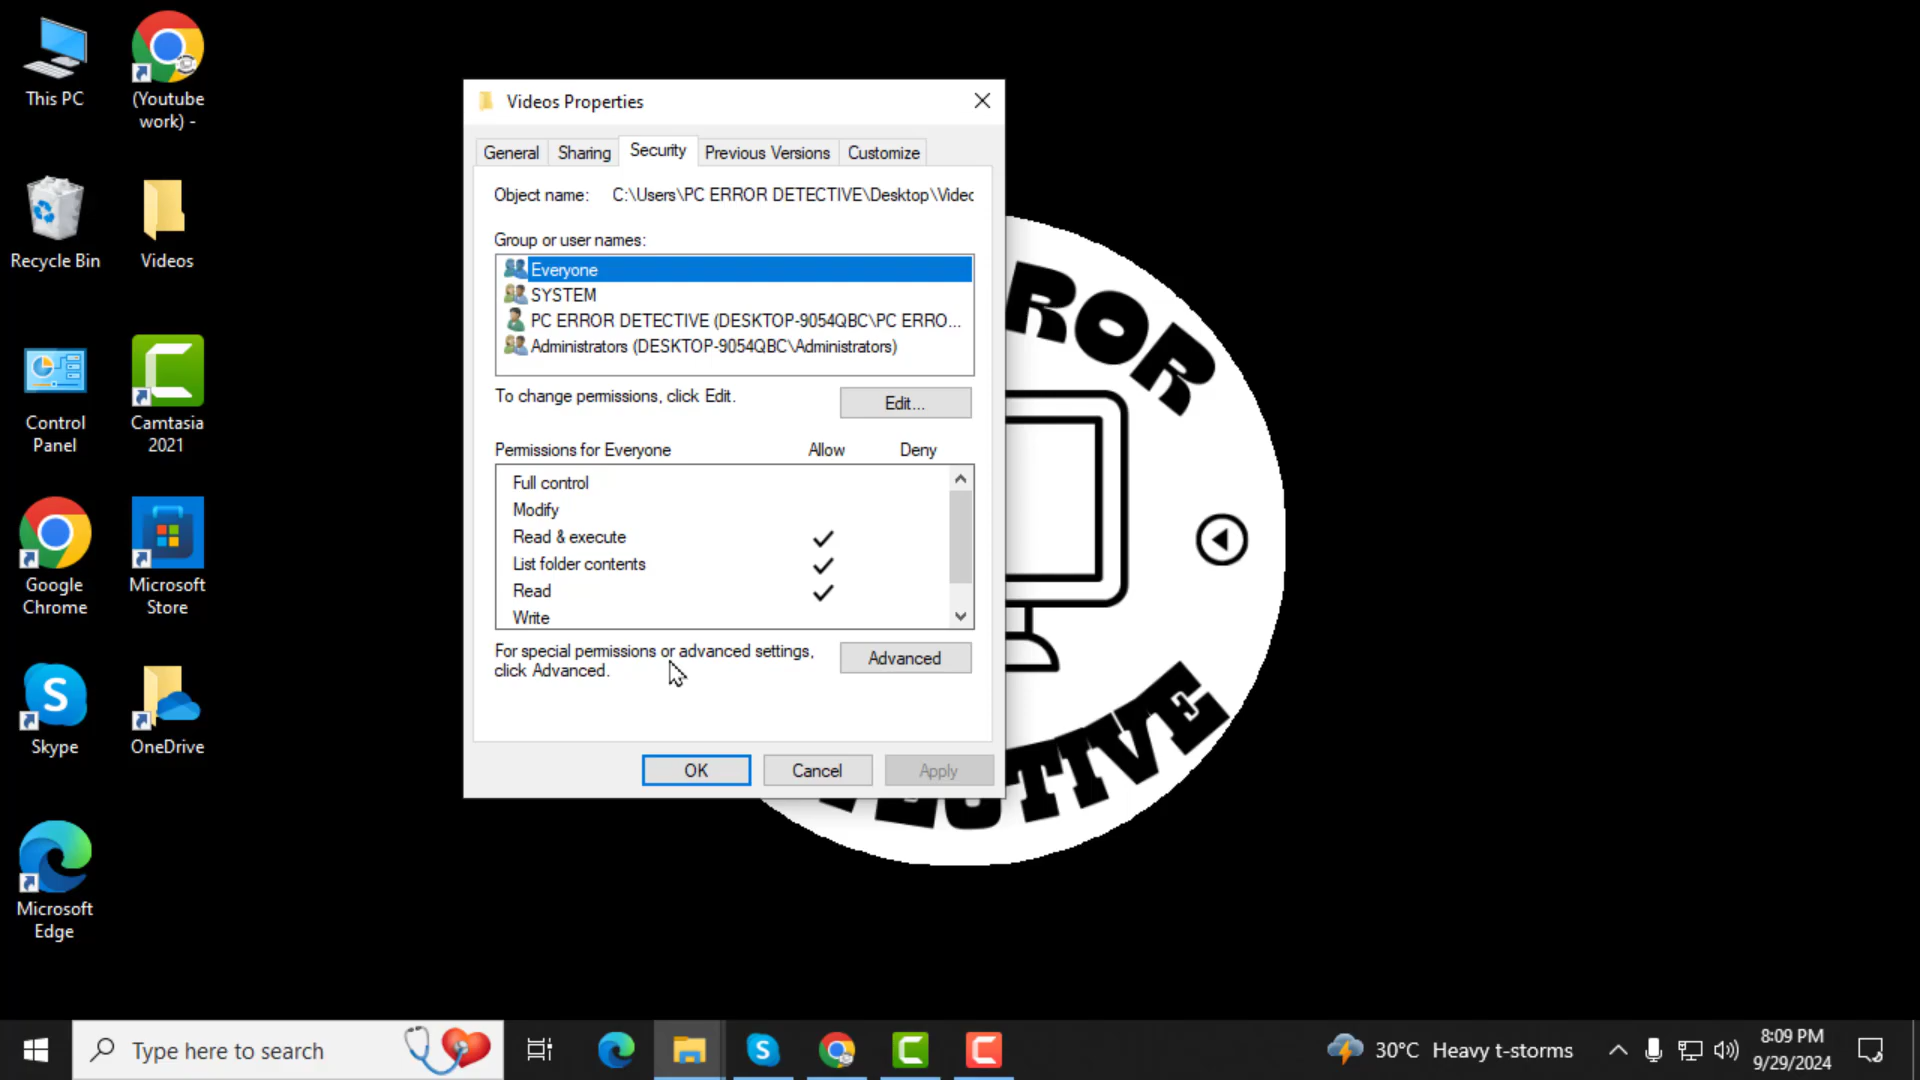 This PC
(Youtube
work) -
Recycle Bin
Videos
Control
Panel
Camtasia
2021
Google
Chrome
Microsoft
Store
Skype
OneDrive
Microsoft
Edge
Videos Properties
General
Sharing
Security
Previous Versions
Customize
Object name: C:\Users\PC ERROR DETECTIVE\Desktop\Videc
Group or user names:
Everyone
SYSTEM
PC ERROR DETECTIVE (DESKTOP-9054QBC\PC ERRO...
Administrators (DESKTOP-9054QBC\Administrators)
To change permissions, click Edit.
Edit...
Permissions for Everyone Allow Deny
Full control
Modify
Read & execute
List folder contents
Read
Write
For special permissions or advanced settings,
click Advanced.
Advanced
OK
Cancel
Apply
ROR
ECTIVE
Type here to search
30°C Heavy t-storms
8:09 PM
9/29/2024